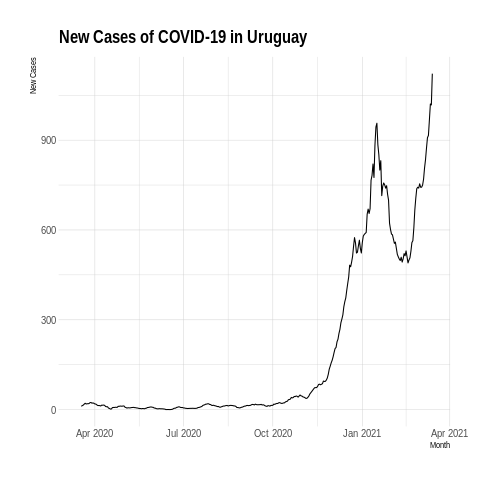 New Cases of COVID-19 in Uruguay
New Cases
900
600
300
0
Apr 2020 Jul 2020 Oct 2020 Jan 2021 Apr 2021
Month